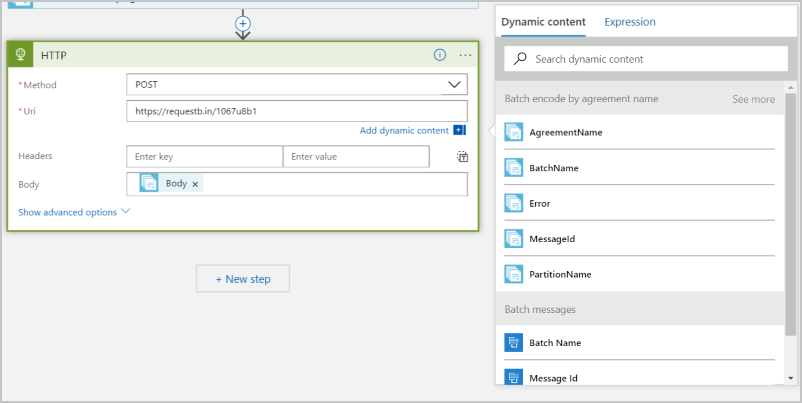 HTTP
* Method
POST
* Uri
https://requestb.in/1067u8b1
Add dynamic content
Headers
Enter key
Enter value
Body
Body ×
Show advanced options
+ New step
Dynamic content
Expression
Search dynamic content
Batch encode by agreement name
See more
AgreementName
BatchName
Error
MessageId
PartitionName
Batch messages
Batch Name
Message Id